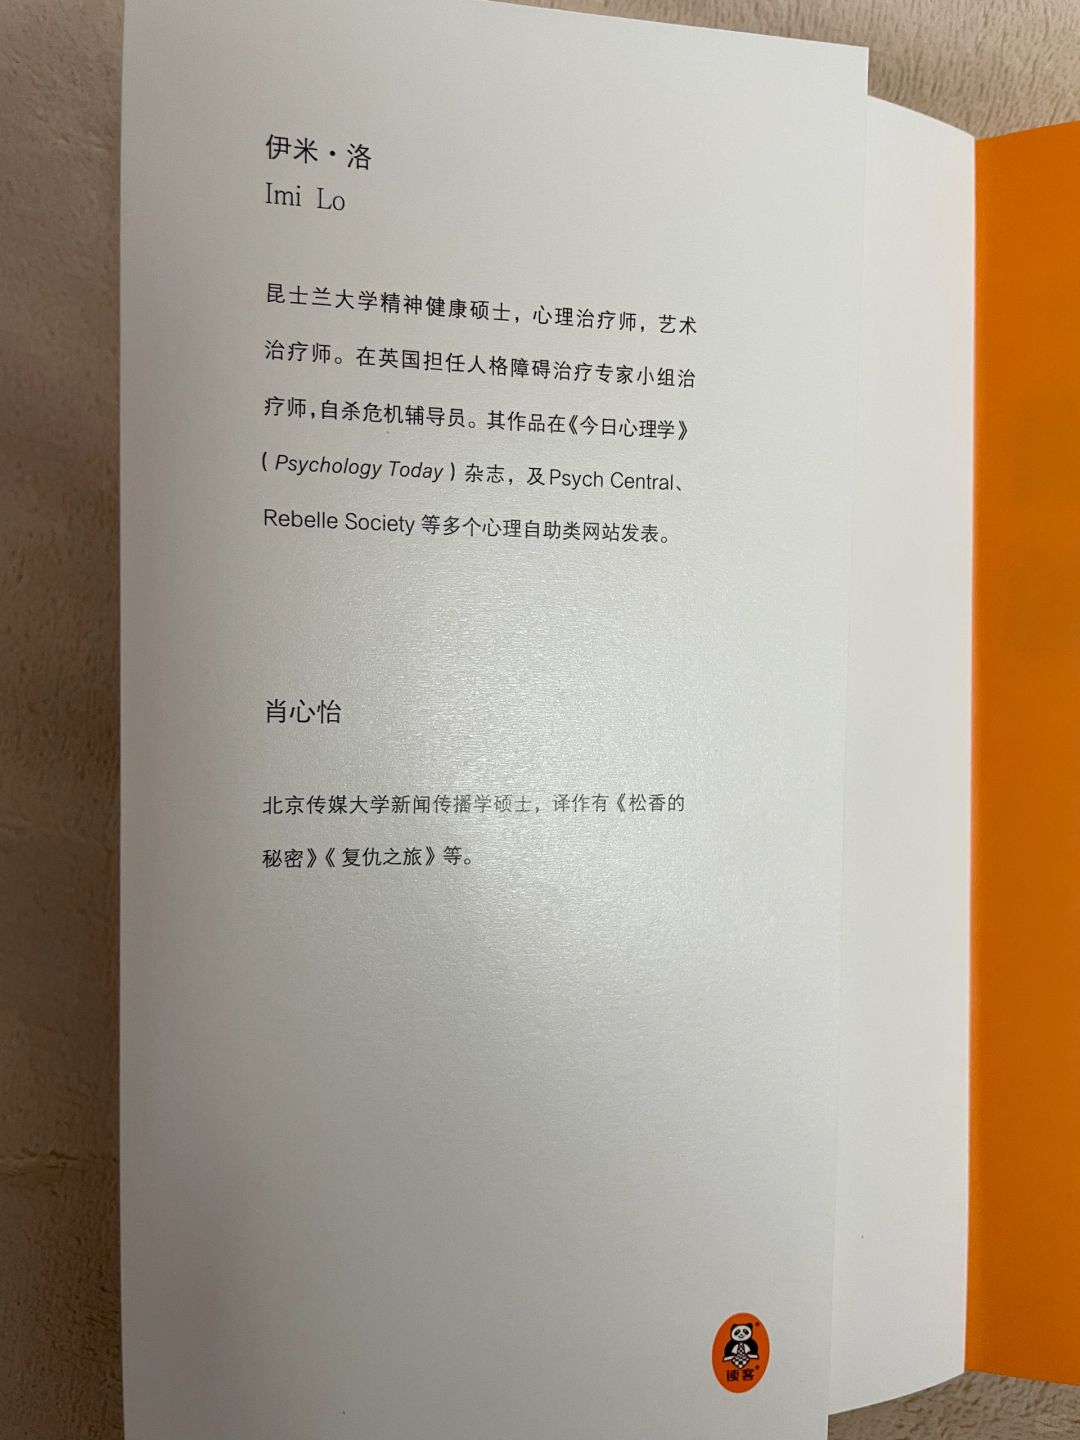 伊米·洛
Imi Lo
昆士兰大学精神健康硕士，心理治疗师，艺术
治疗师。在英国担任人格障碍治疗专家小组治
疗师，自杀危机辅导员。其作品在《今日心理学》
（Psychology Today）杂志，及Psych Central、
Rebelle Society 等多个心理自助类网站发表。
肖心怡
北京传媒大学新闻传播学硕士，译作有《松香的
秘密》《复仇之旅》等。
读客